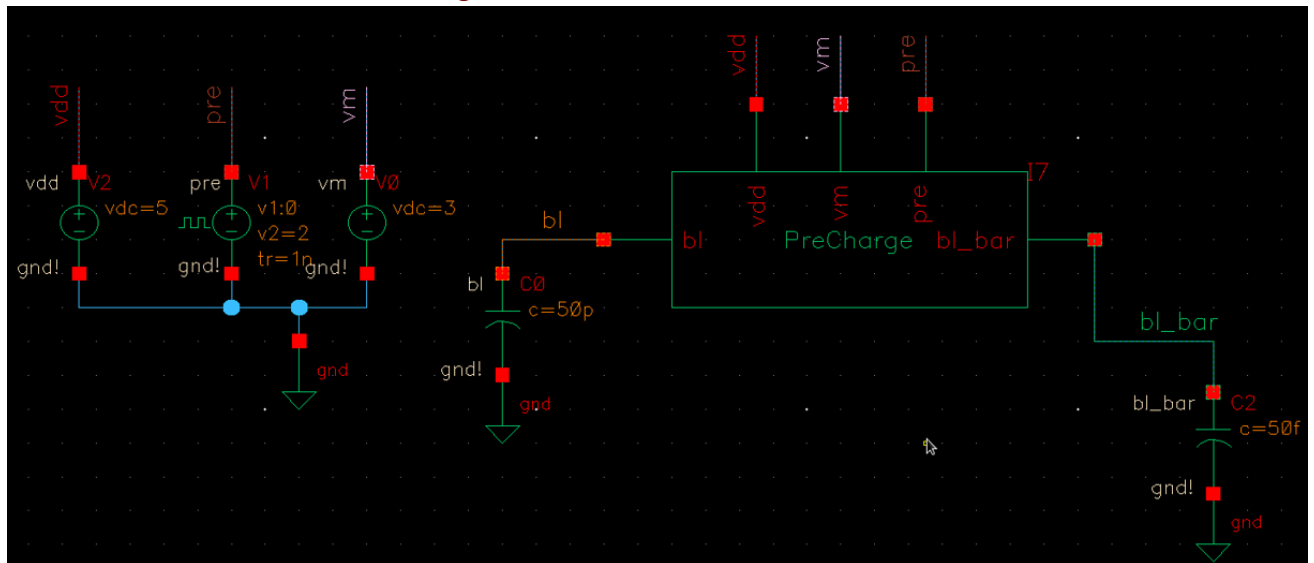 vdd
pre
vm
vdd
V2
vdc=5
gnd!
pre
V1
v1:0
v2=2
tr=1n
gnd!
vm
V0
vdc=3
gnd!
gnd
vdd
vm
pre
I7
vdd
vm
pre
bl
bl
PreCharge
bl_bar
bl
C0
c=50p
gnd!
gnd
bl_bar
bl_bar
C2
c=50f
gnd!
gnd